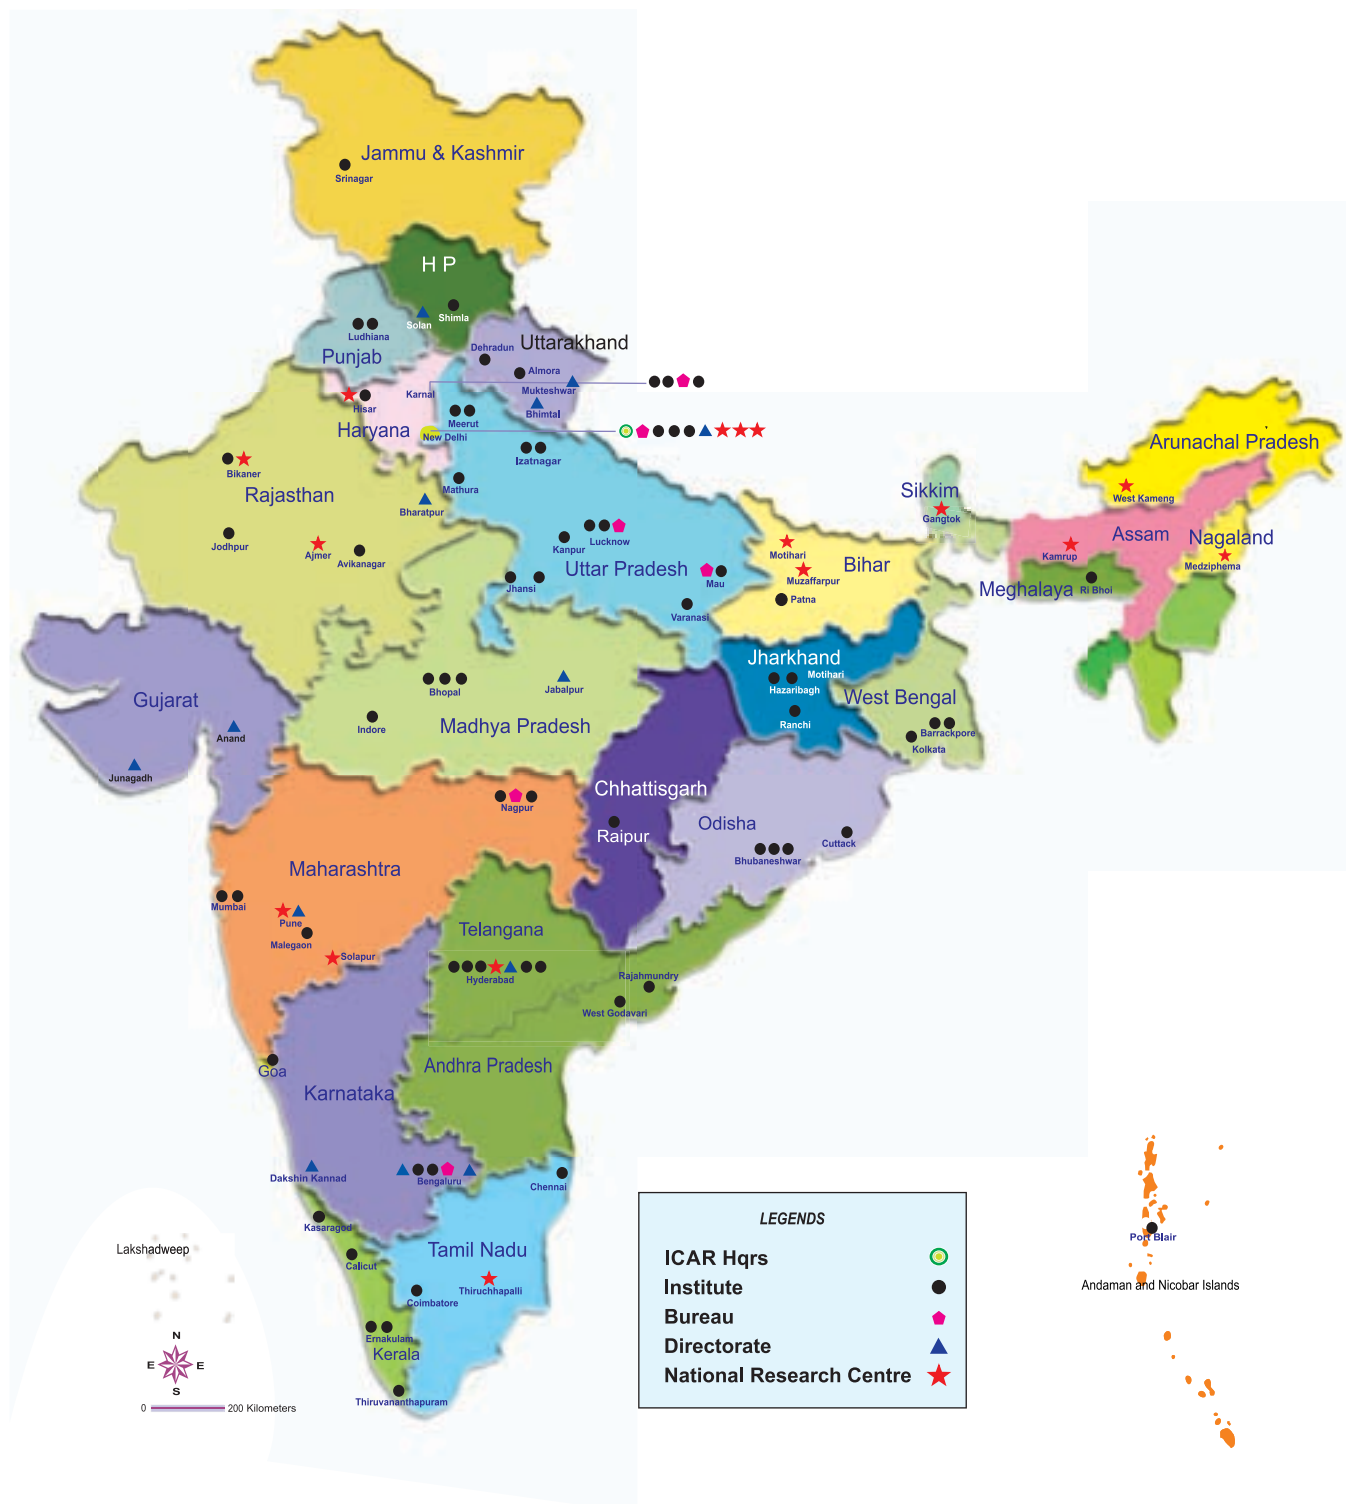 Jammu & Kashmir
Srinagar
H P
Solan
Shimla
Ludhiana
Punjab
Uttarakhand
Dehradun
Almora
Mukteshwar
Bhimtal
Karnal
Hisar
Haryana
New Delhi
Meerut
Izatnagar
Mathura
Bikaner
Rajasthan
Bharatpur
Jodhpur
Ajmer
Avikanagar
Kanpur
Lucknow
Uttar Pradesh
Jhansi
Mau
Varanasi
Motihari
Muzaffarpur
Bihar
Patna
Sikkim
Gangtok
Arunachal Pradesh
West Kameng
Assam
Kamrup
Nagaland
Medziphema
Meghalaya
Ri Bhoi
Jharkhand
Motihari
Hazaribagh
Ranchi
West Bengal
Barrackpore
Kolkata
Gujarat
Anand
Junagadh
Bhopal
Jabalpur
Indore
Madhya Pradesh
Chhattisgarh
Raipur
Odisha
Cuttack
Bhubaneshwar
Nagpur
Maharashtra
Mumbai
Pune
Malegaon
Solapur
Telangana
Hyderabad
Rajahmundry
West Godavari
Andhra Pradesh
Goa
Karnataka
Dakshin Kannad
Bengaluru
Chennai
Kasaragod
Calicut
Tamil Nadu
Thiruchhapalli
Coimbatore
Ernakulam
Kerala
Thiruvananthapuram
Lakshadweep
N
E E
S
0 200 Kilometers
LEGENDS
ICAR Hqrs
Institute
Bureau
Directorate
National Research Centre
Port Blair
Andaman and Nicobar Islands